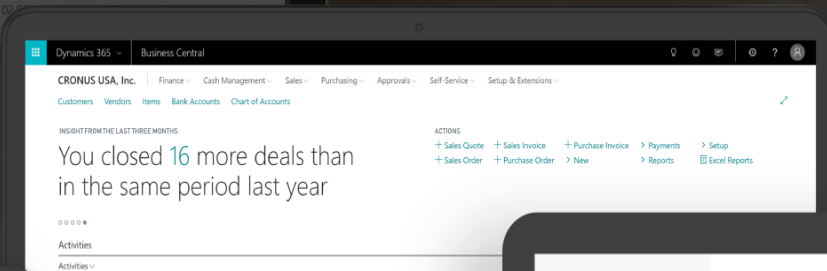 Dynamics 365
Business Central
?
CRONUS USA, Inc.
Finance
Cash Management
Sales
Purchasing
Approvals
Self-Service
Setup & Extensions
Customers
Vendors
Items
Bank Accounts
Chart of Accounts
INSIGHT FROM THE LAST THREE MONTHS
You closed 16 more deals than
in the same period last year
ACTIONS
+ Sales Quote
+ Sales Invoice
+ Purchase Invoice
> Payments
> Setup
+ Sales Order
+ Purchase Order
> New
> Reports
Excel Reports
Activities
Activities